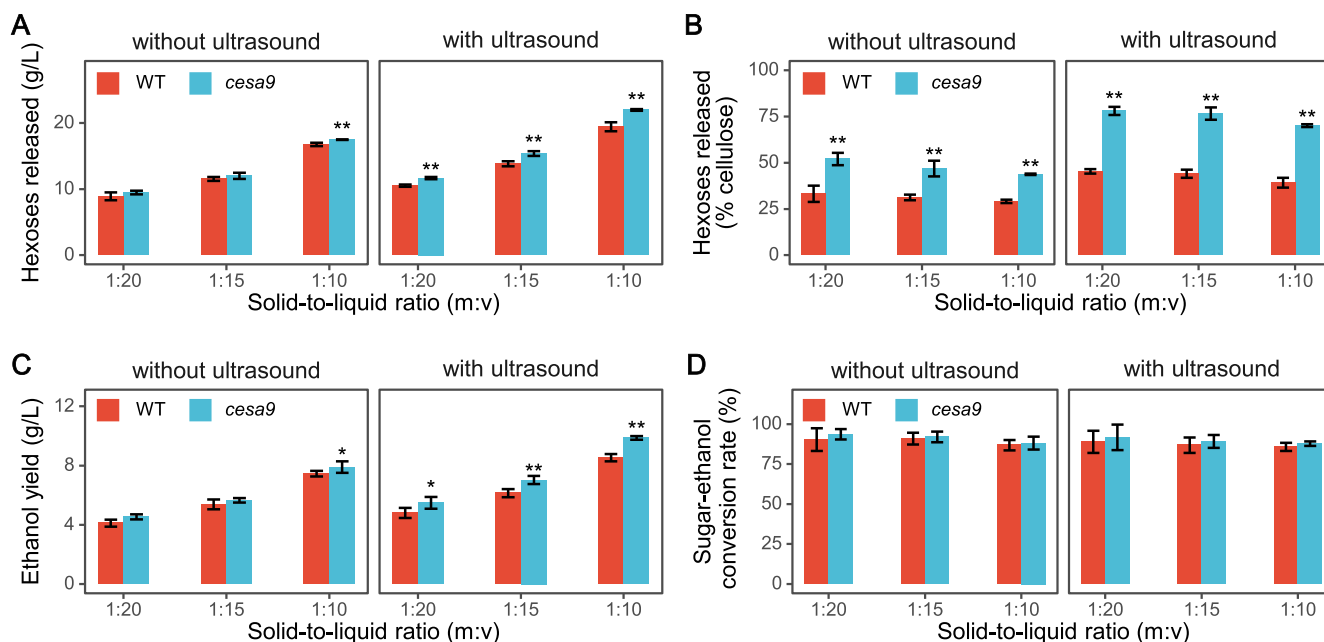 A
without ultrasound
with ultrasound
Hexoses released (g/L)
WT
cesa9
**
**
**
**
20
10
0
1:20
1:15
1:10
1:20
1:15
1:10
Solid-to-liquid ratio (m:v)
B
without ultrasound
with ultrasound
Hexoses released
(% cellulose)
WT
cesa9
**
**
**
**
**
**
100
75
50
25
0
1:20
1:15
1:10
1:20
1:15
1:10
Solid-to-liquid ratio (m:v)
C
without ultrasound
with ultrasound
Ethanol yield (g/L)
WT
cesa9
*
*
**
**
12
8
4
0
1:20
1:15
1:10
1:20
1:15
1:10
Solid-to-liquid ratio (m:v)
D
without ultrasound
with ultrasound
Sugar-ethanol
conversion rate (%)
WT
cesa9
100
75
50
25
0
1:20
1:15
1:10
1:20
1:15
1:10
Solid-to-liquid ratio (m:v)